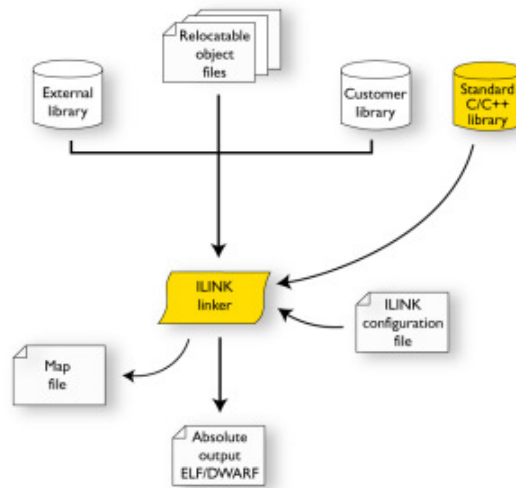 Relocatable
object
files
External
library
Customer
library
Standard
C/C++
library
ILINK
linker
ILINK
configuration
file
Map
file
Absolute
output
ELF/DWARF